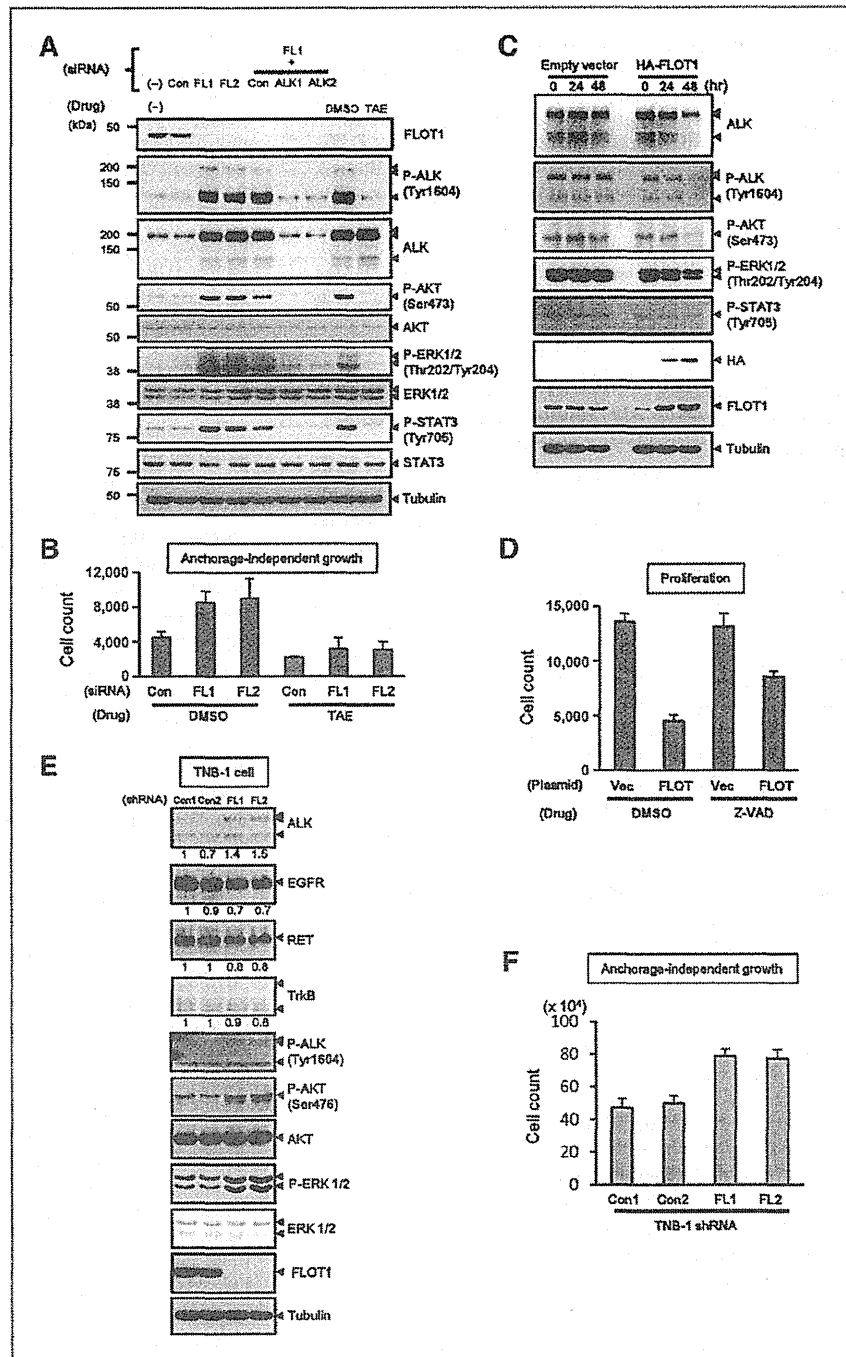 A
FL1
+
(siRNA)
(-) Con FL1 FL2 Con ALK1 ALK2
(Drug) (-) DMSO TAE
(kDa)
50
FLOT1
200
150
P-ALK
(Tyr1604)
200
150
ALK
50
P-AKT
(Ser473)
50
AKT
38
P-ERK1/2
(Thr202/Tyr204)
38
ERK1/2
75
P-STAT3
(Tyr705)
75
STAT3
50
Tubulin
B
Anchorage-independent growth
12,000
8,000
4,000
0
Cell count
(siRNA) Con FL1 FL2 Con FL1 FL2
(Drug) DMSO TAE
C
Empty vector HA-FLOT1
0 24 48 0 24 48 (hr)
ALK
P-ALK
(Tyr1604)
P-AKT
(Ser473)
P-ERK1/2
(Thr202/Tyr204)
P-STAT3
(Tyr705)
HA
FLOT1
Tubulin
D
Proliferation
15,000
10,000
5,000
0
Cell count
(Plasmid) Vec FLOT Vec FLOT
(Drug) DMSO Z-VAD
E
TNB-1 cell
(shRNA) Con1 Con2 FL1 FL2
ALK
1 0.7 1.4 1.5
EGFR
1 0.9 0.7 0.7
RET
1 1 0.8 0.8
TrkB
1 1 0.9 0.8
P-ALK
(Tyr1604)
P-AKT
(Ser476)
AKT
P-ERK 1/2
ERK 1/2
FLOT1
Tubulin
F
Anchorage-independent growth
(x 10⁴)
100
80
60
40
20
0
Cell count
Con1 Con2 FL1 FL2
TNB-1 shRNA